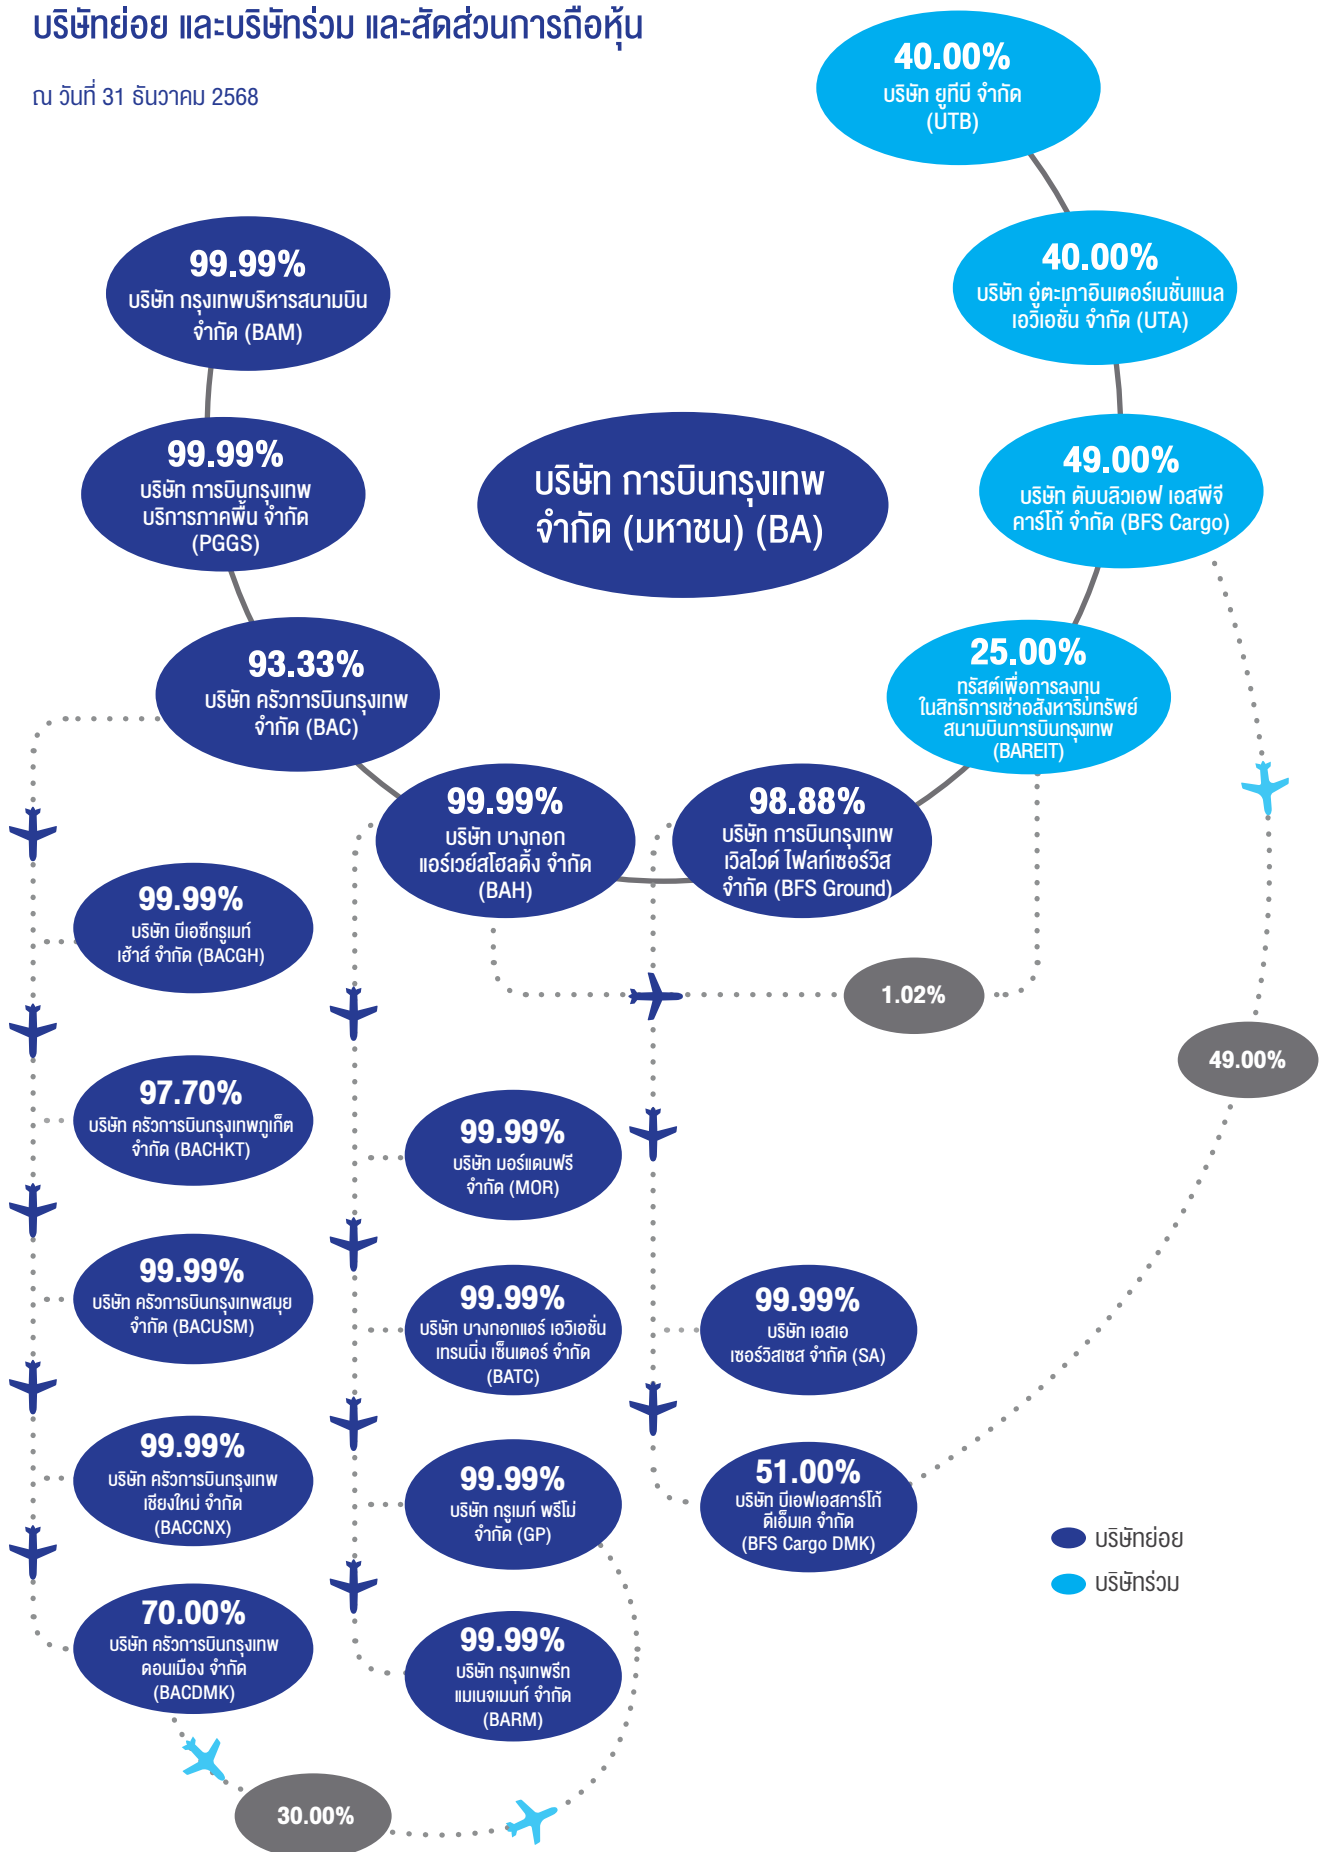 บริษัทย่อย และบริษัทร่วม และสัดส่วนการถือหุ้น
ณ วันที่ 31 ธันวาคม 2568
40.00%
บริษัท ยูทีบี จำกัด
(UTB)
40.00%
บริษัท อู่ตะเภาอินเตอร์เนชั่นแนล
เอวิเอชั่น จำกัด (UTA)
99.99%
บริษัท กรุงเทพบริหารสนามบิน
จำกัด (BAM)
99.99%
บริษัท การบินกรุงเทพ
บริการภาคพื้น จำกัด
(PGGS)
บริษัท การบินกรุงเทพ
จำกัด (มหาชน) (BA)
49.00%
บริษัท ดับบลิวเอฟ เอสพีจี
คาร์โก้ จำกัด (BFS Cargo)
93.33%
บริษัท ครัวการบินกรุงเทพ
จำกัด (BAC)
25.00%
ทรัสต์เพื่อการลงทุน
ในสิทธิการเช่าอสังหาริมทรัพย์
สนามบินการบินกรุงเทพ
(BAREIT)
99.99%
บริษัท บางกอก
แอร์เวย์สโฮลดิ้ง จำกัด
(BAH)
98.88%
บริษัท การบินกรุงเทพ
เวิลไวด์ ไฟลท์เซอร์วิส
จำกัด (BFS Ground)
99.99%
บริษัท บีเอซีกรูเมท์
เฮ้าส์ จำกัด (BACGH)
1.02%
49.00%
97.70%
บริษัท ครัวการบินกรุงเทพภูเก็ต
จำกัด (BACHKT)
99.99%
บริษัท มอร์แดนฟรี
จำกัด (MOR)
99.99%
บริษัท ครัวการบินกรุงเทพสมุย
จำกัด (BACUSM)
99.99%
บริษัท บางกอกแอร์ เอวิเอชั่น
เทรนนิ่ง เซ็นเตอร์ จำกัด
(BATC)
99.99%
บริษัท เอสเอ
เซอร์วิสเซส จำกัด (SA)
99.99%
บริษัท ครัวการบินกรุงเทพ
เชียงใหม่ จำกัด
(BACCNX)
99.99%
บริษัท กรูเมท์ พรีโม่
จำกัด (GP)
51.00%
บริษัท บีเอฟเอสคาร์โก้
ดีเอ็มเค จำกัด
(BFS Cargo DMK)
บริษัทย่อย
บริษัทร่วม
70.00%
บริษัท ครัวการบินกรุงเทพ
ดอนเมือง จำกัด
(BACDMK)
99.99%
บริษัท กรุงเทพรีท
แมเนจเมนท์ จำกัด
(BARM)
30.00%